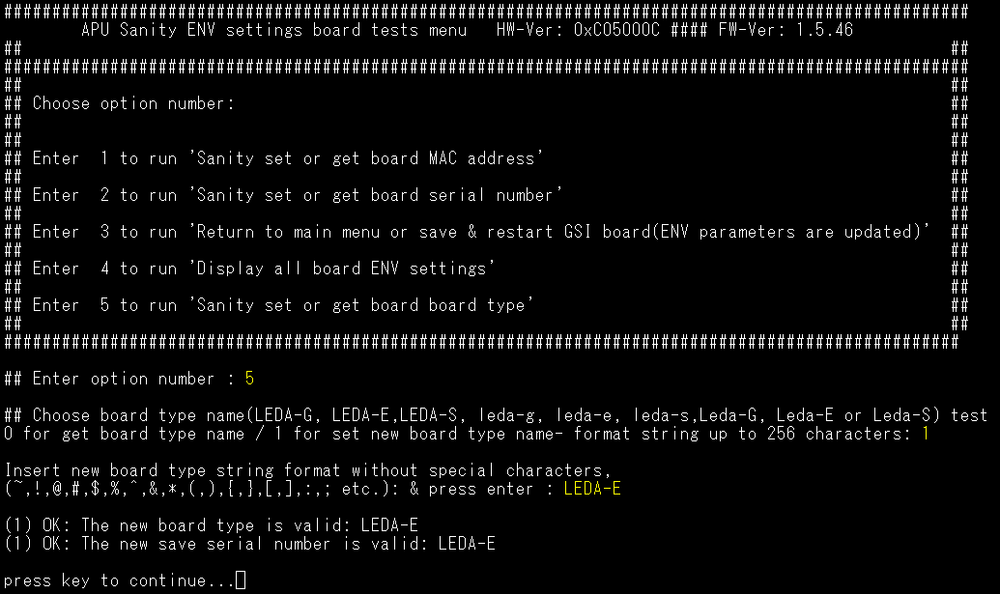 ####################################################################################################
        APU Sanity ENV settings board tests menu   HW-Ver: 0xC05000C #### FW-Ver: 1.5.46
##                                                                                                ##
####################################################################################################
##                                                                                                ##
## Choose option number:                                                                          ##
##                                                                                                ##
##                                                                                                ##
## Enter  1 to run 'Sanity set or get board MAC address'                                          ##
##                                                                                                ##
## Enter  2 to run 'Sanity set or get board serial number'                                        ##
##                                                                                                ##
## Enter  3 to run 'Return to main menu or save & restart GSI board(ENV parameters are updated)'  ##
##                                                                                                ##
## Enter  4 to run 'Display all board ENV settings'                                               ##
##                                                                                                ##
## Enter  5 to run 'Sanity set or get board board type'                                           ##
##                                                                                                ##
###################################################################################################
## Enter option number : 5
## Choose board type name(LEDA-G, LEDA-E,LEDA-S, leda-g, leda-e, leda-s,Leda-G, Leda-E or Leda-S) test
0 for get board type name / 1 for set new board type name- format string up to 256 characters: 1
Insert new board type string format without special characters,
(~,!,@,#,$,%,^,&,*,(,),{,},[,],:,; etc.): & press enter : LEDA-E
(1) OK: The new board type is valid: LEDA-E
(1) OK: The new save serial number is valid: LEDA-E
press key to continue...